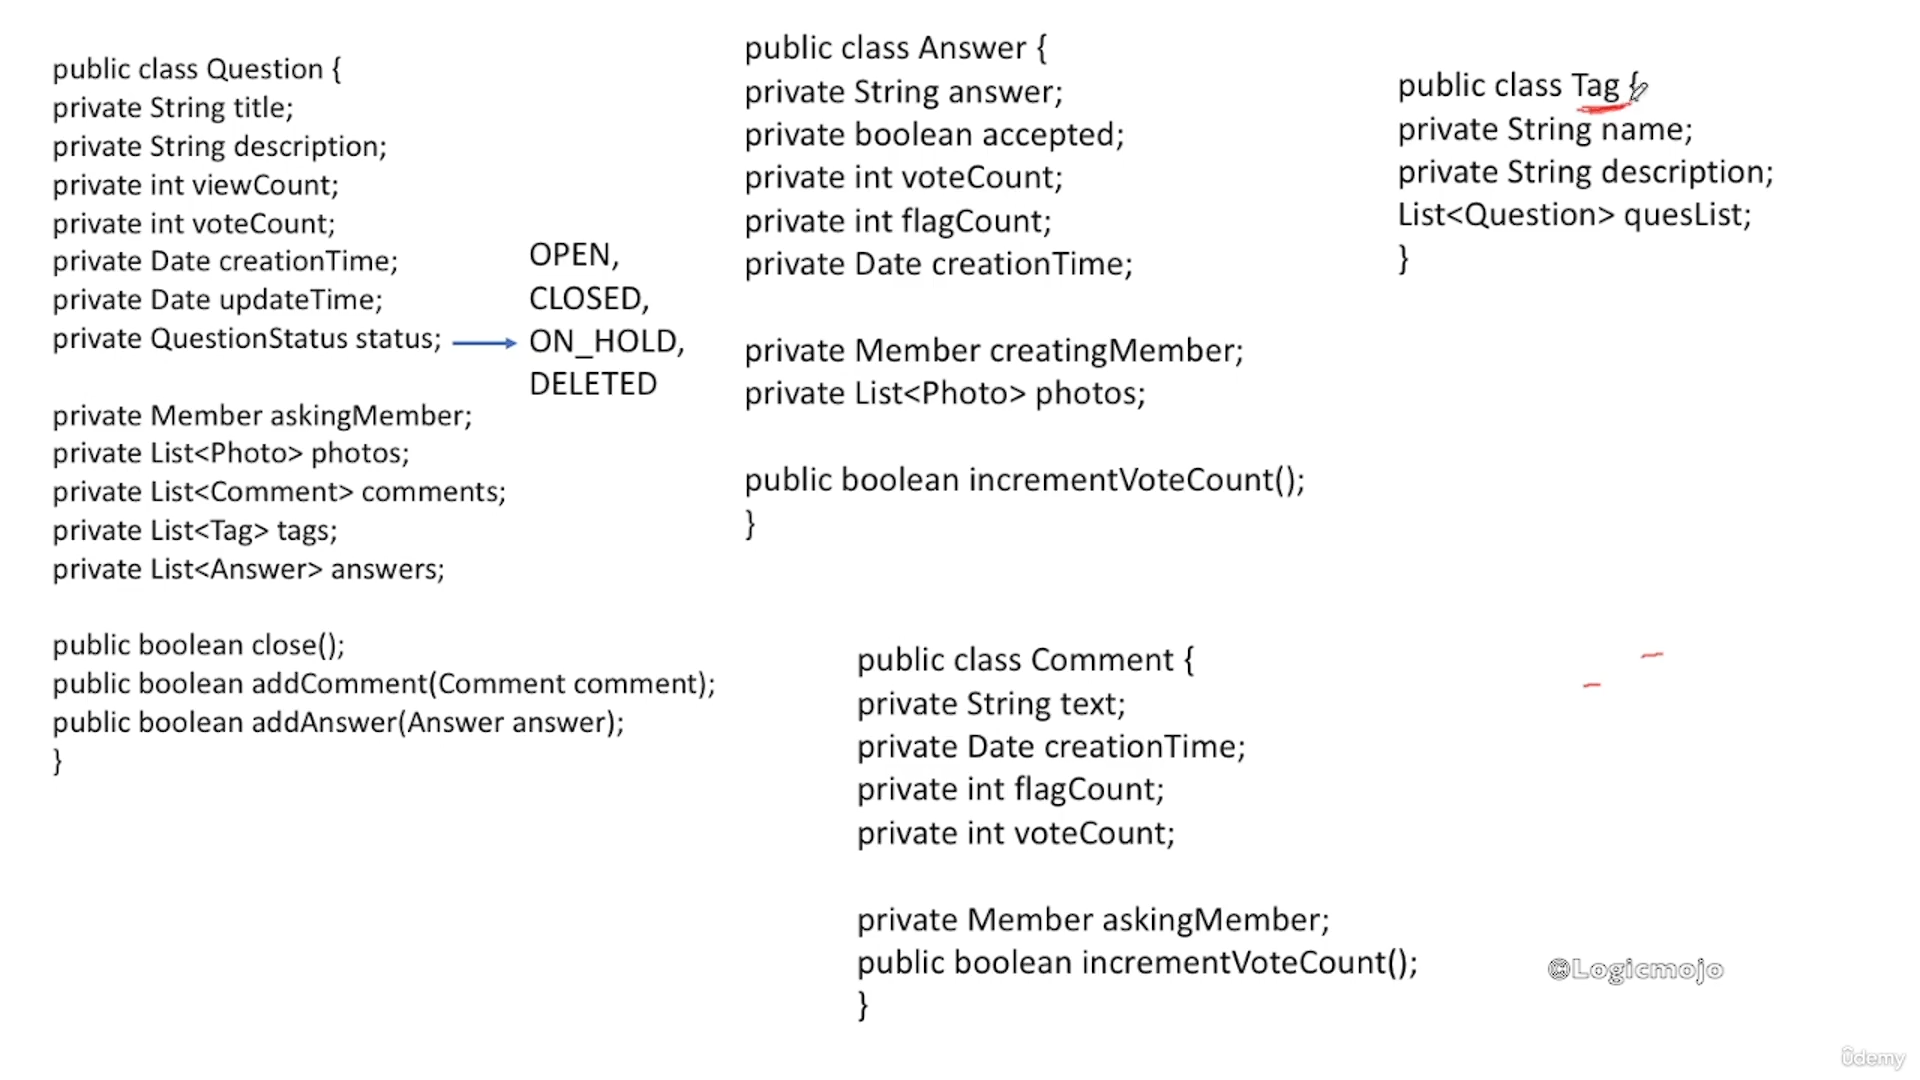 public class Question {
private String title;
private String description;
private int viewCount;
private int voteCount;
private Date creationTime;
private Date updateTime;
private QuestionStatus status;
OPEN,
CLOSED,
ON_HOLD,
DELETED
private Member askingMember;
private List<Photo> photos;
private List<Comment> comments;
private List<Tag> tags;
private List<Answer> answers;
public boolean close();
public boolean addComment(Comment comment);
public boolean addAnswer(Answer answer);
}
public class Answer {
private String answer;
private boolean accepted;
private int voteCount;
private int flagCount;
private Date creationTime;
private Member creatingMember;
private List<Photo> photos;
public boolean incrementVoteCount();
}
public class Comment {
private String text;
private Date creationTime;
private int flagCount;
private int voteCount;
private Member askingMember;
public boolean incrementVoteCount();
}
public class Tag {
private String name;
private String description;
List<Question> quesList;
}
©Logicmojo
ûdemy